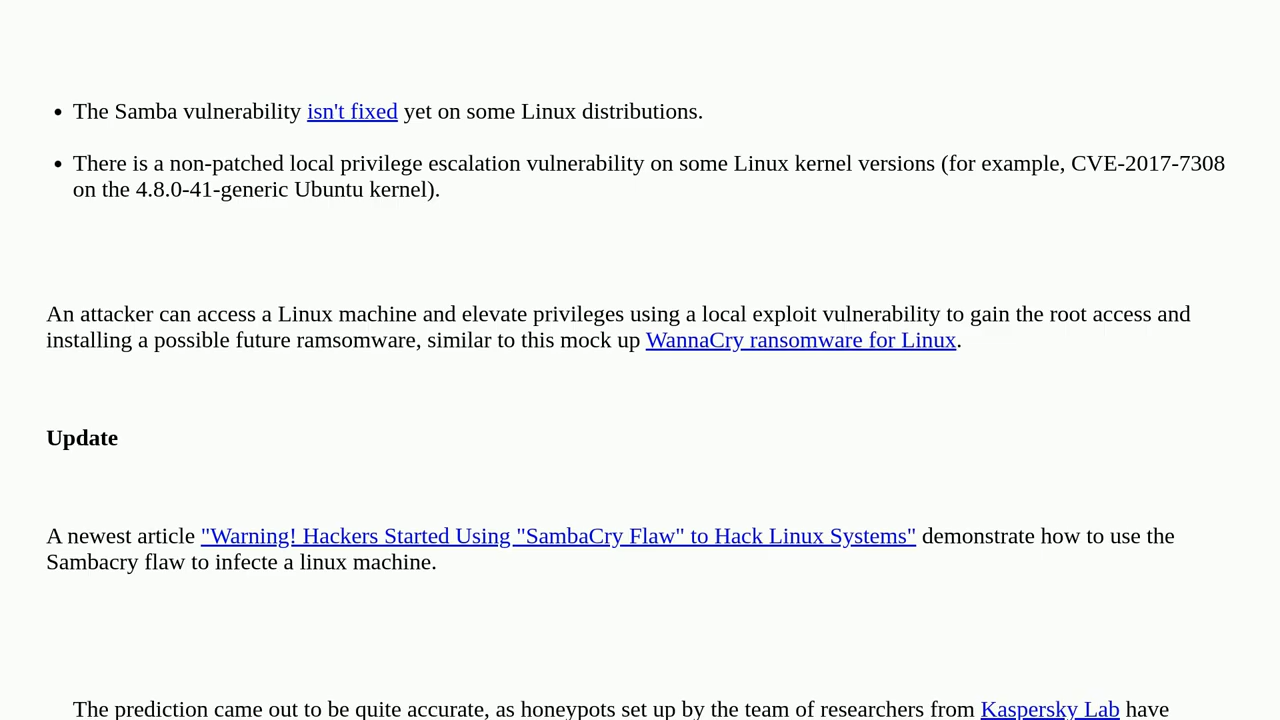 • The Samba vulnerability isn't fixed yet on some Linux distributions.
• There is a non-patched local privilege escalation vulnerability on some Linux kernel versions (for example, CVE-2017-7308
on the 4.8.0-41-generic Ubuntu kernel).
An attacker can access a Linux machine and elevate privileges using a local exploit vulnerability to gain the root access and
installing a possible future ramsomware, similar to this mock up WannaCry ransomware for Linux.
Update
A newest article "Warning! Hackers Started Using "SambaCry Flaw" to Hack Linux Systems" demonstrate how to use the
Sambacry flaw to infecte a linux machine.
The prediction came out to be quite accurate, as honeypots set up by the team of researchers from Kaspersky Lab have